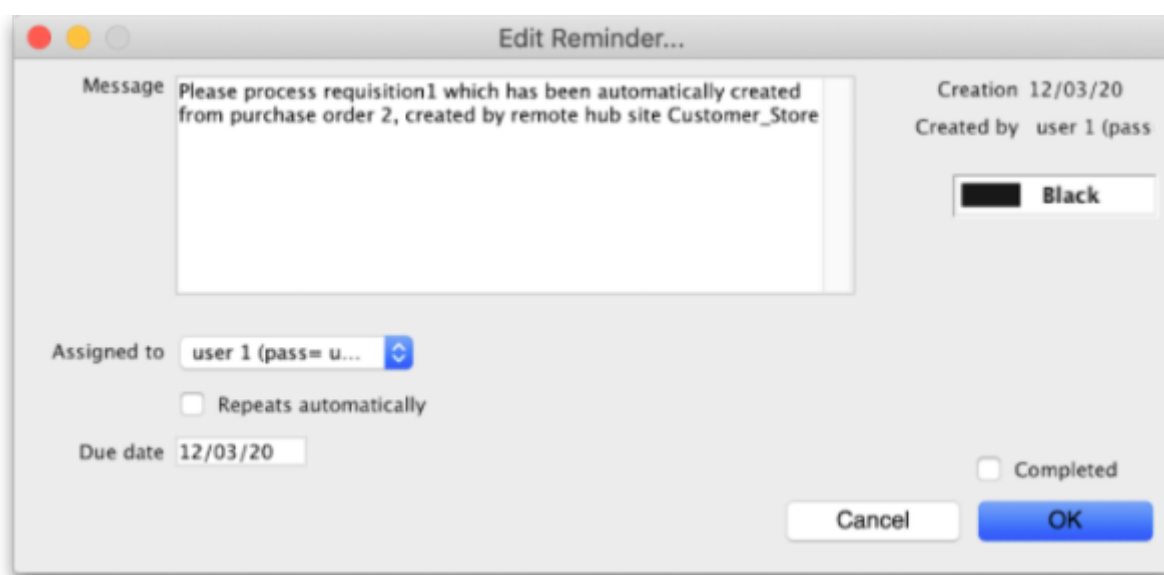 Edit Reminder...
Message
Please process requisition1 which has been automatically created
from purchase order 2, created by remote hub site Customer_Store
Creation 12/03/20
Created by user 1 (pass
Black
Assigned to user 1 (pass= u...
Repeats automatically
Due date 12/03/20
Completed
Cancel OK